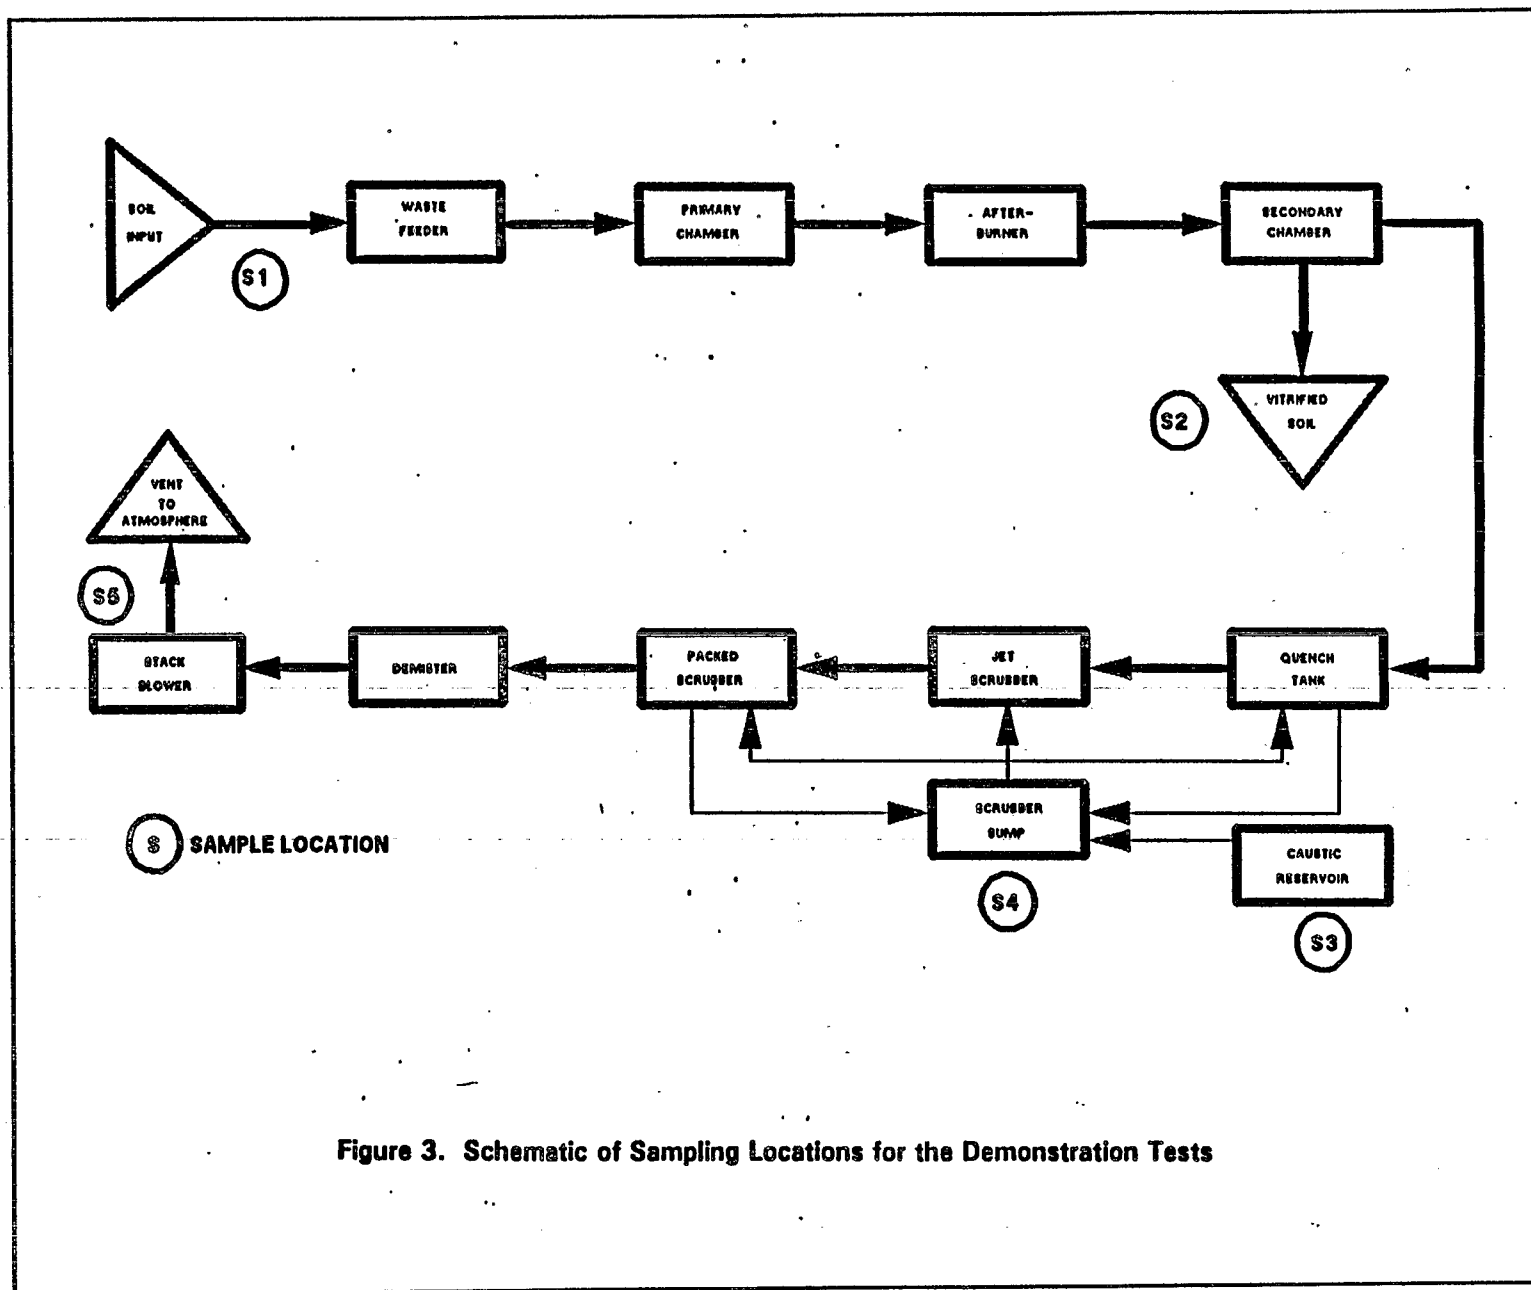 SOIL
INPUT
S1
WASTE
FEEDER
PRIMARY
CHAMBER
AFTER-
BURNER
SECONDARY
CHAMBER
S2
VITRIFIED
SOIL
VENT
TO
ATMOSPHERE
S5
STACK
BLOWER
DEMISTER
PACKED
SCRUBBER
JET
SCRUBBER
QUENCH
TANK
SCRUBBER
SUMP
S4
CAUSTIC
RESERVOIR
S3
S SAMPLE LOCATION
Figure 3. Schematic of Sampling Locations for the Demonstration Tests